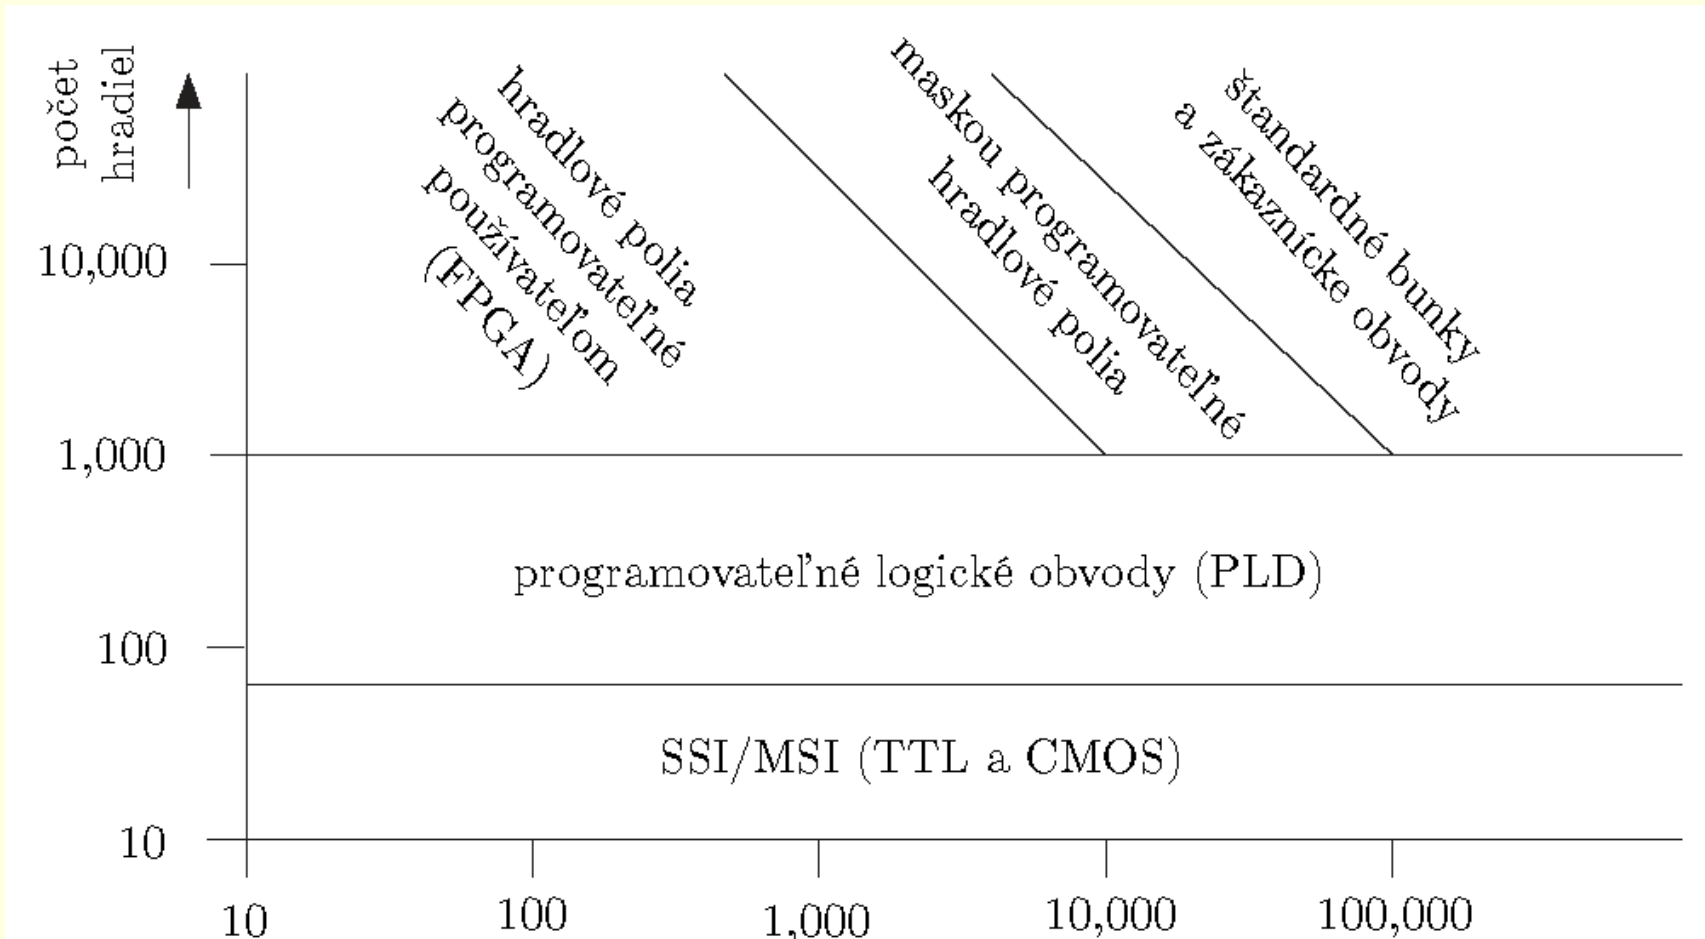 počet
hradiel
hradlové polia
programovateľné
používateľom
(FPGA)
maskou programovateľné
hradlové polia
štandardné bunky
a zákaznícke obvody
10,000
1,000
programovateľné logické obvody (PLD)
100
SSI/MSI (TTL a CMOS)
10
10
100
1,000
10,000
100,000